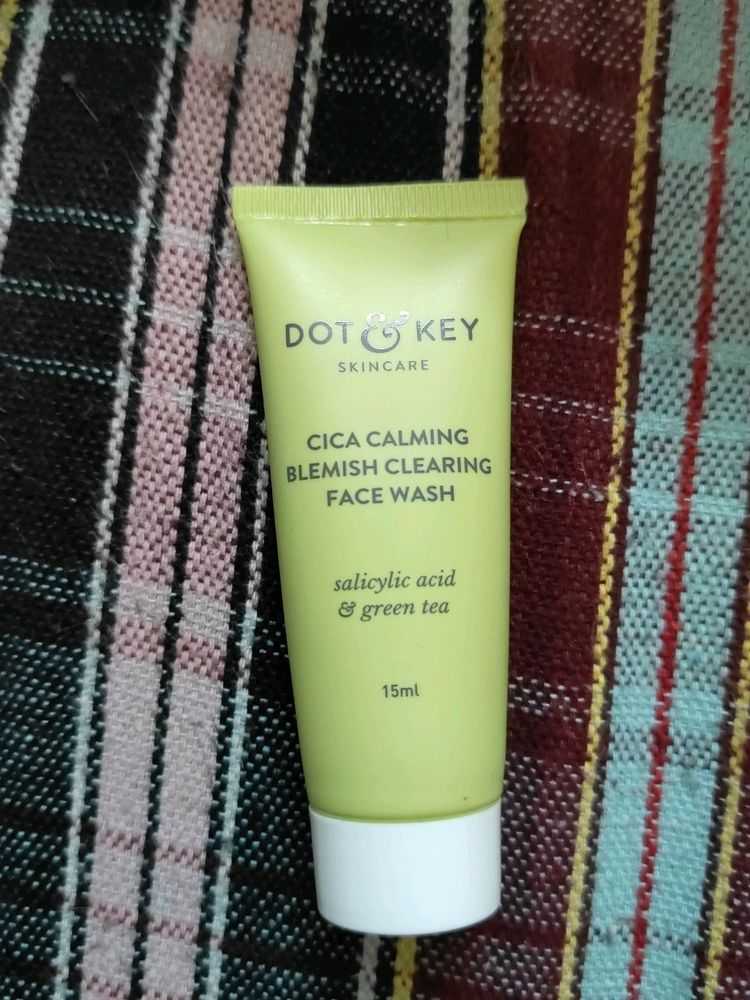 DOT & KEY
SKINCARE
CICA CALMING
BLEMISH CLEARING
FACE WASH
salicylic acid
& green tea
15ml